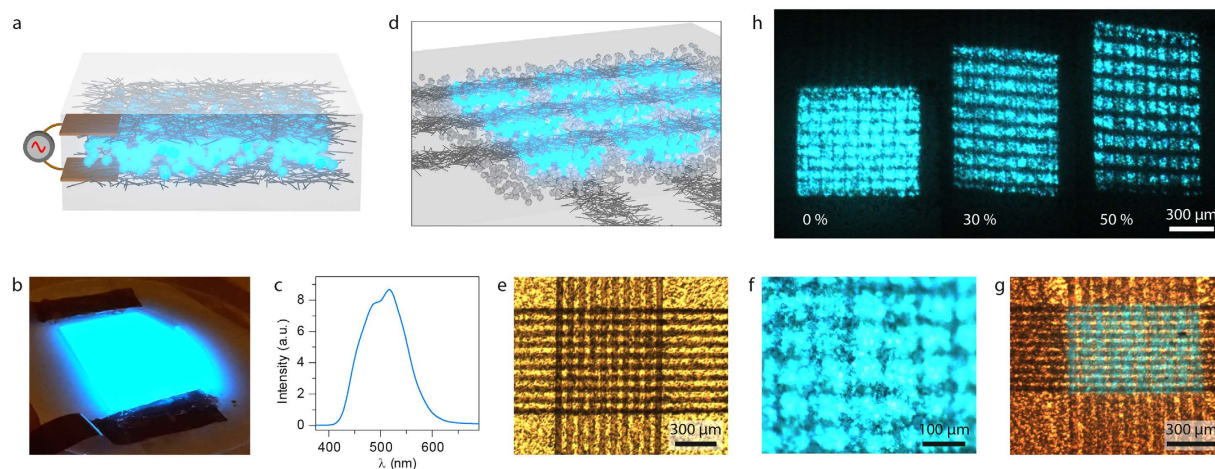 a
d
h
0 %
30 %
50 %
300 µm
b
c
8
6
4
2
0
400
500
600
Intensity (a.u.)
λ (nm)
e
300 µm
f
100 µm
g
300 µm